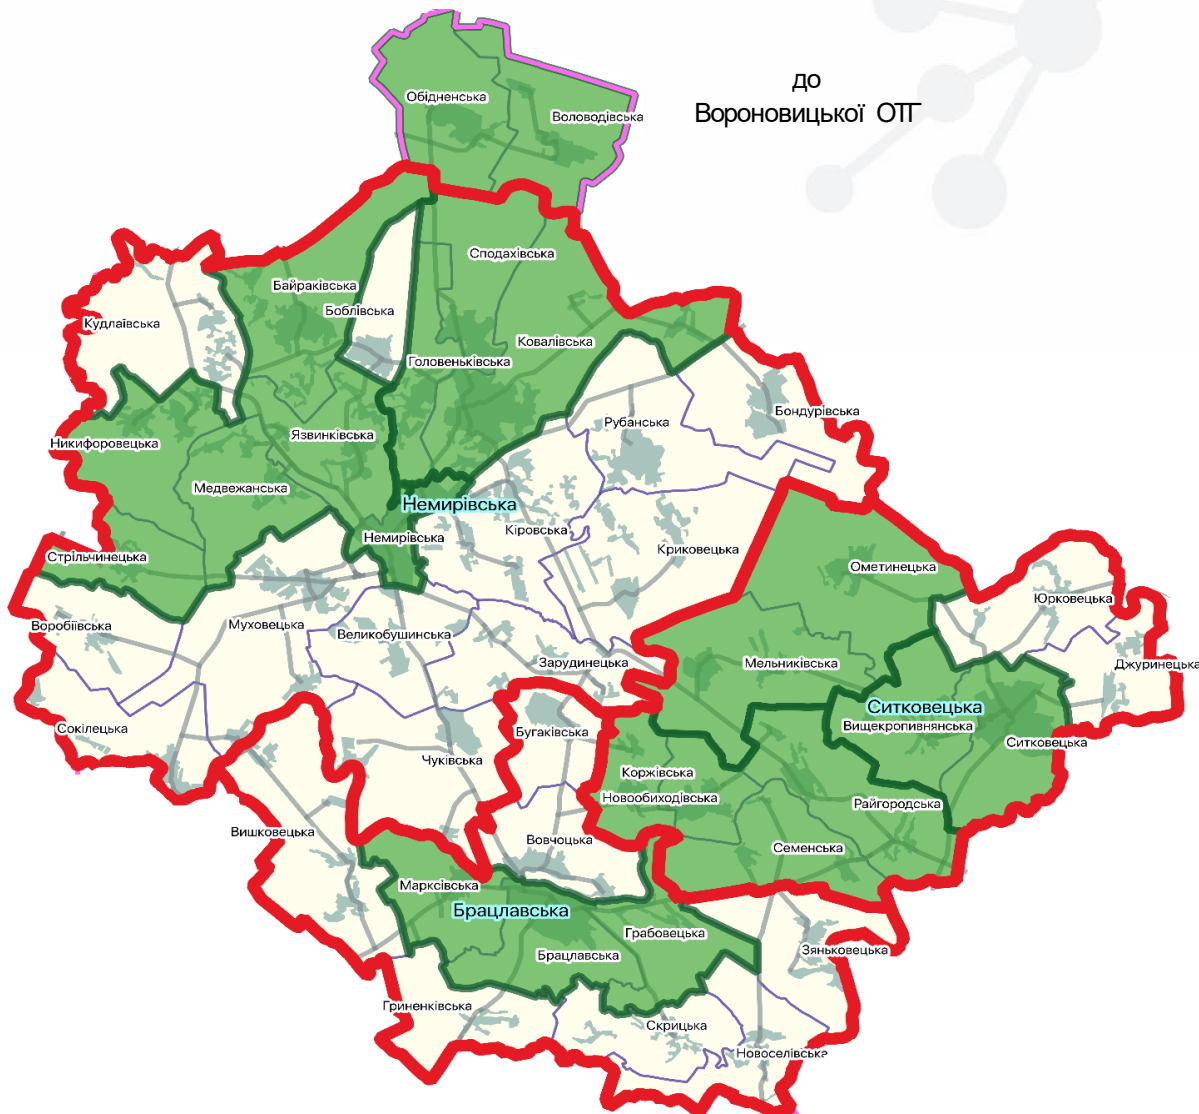 до
Вороновицької ОТГ
Обідненська
Воловодівська
Сподахівська
Байраківська
Боблівська
Кудлаївська
Ковалівська
Головеньківська
Бондурівська
Рубанська
Язвинківська
Никифоровецька
Медвежанська
Немирівська
Кіровська
Немирівська
Криковецька
Стрільчинецька
Ометинецька
Юрковецька
Воробіївська
Муховецька
Великобушинська
Зарудинецька
Мельниківська
Джуринецька
Ситковецька
Вищекропивнянська
Сокілецька
Бугаківська
Ситковецька
Чуківська
Коржівська
Новообиходівська
Райгородська
Вишковецька
Вовчоцька
Семенська
Марксівська
Брацлавська
Грабовецька
Зяньковецька
Брацлавська
Гриненківська
Скрицька
Новоселівська